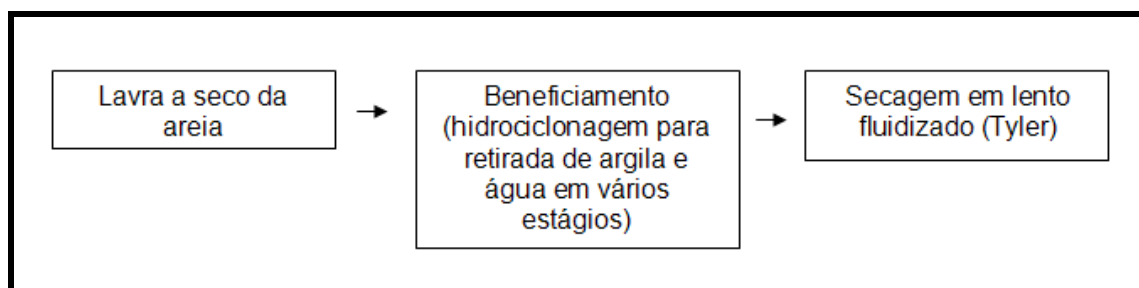 Lavra a seco da
areia
Beneficiamento
(hidrociclonagem para
retirada de argila e
água em vários
estágios)
Secagem em lento
fluidizado (Tyler)